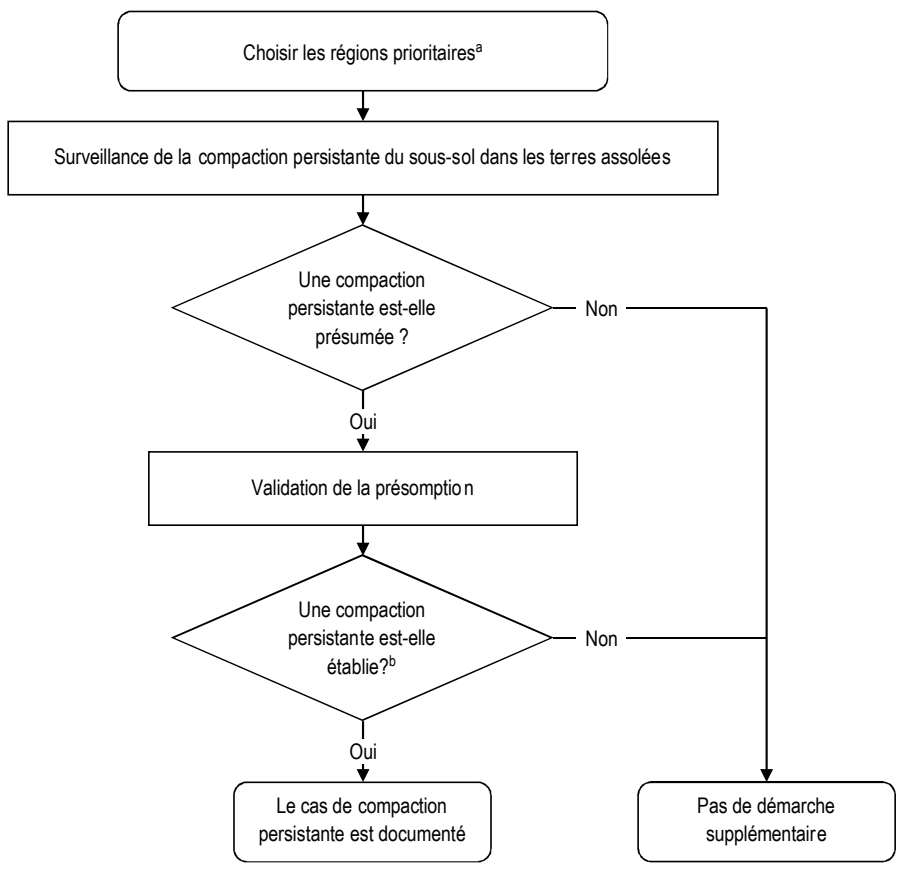 Choisir les régions prioritairesᵃ
Surveillance de la compaction persistante du sous-sol dans les terres assolées
Une compaction
persistante est-elle
présumée ?
Non
Oui
Validation de la présomption
Une compaction
persistante est-elle
établie?ᵇ
Non
Oui
Le cas de compaction
persistante est documenté
Pas de démarche
supplémentaire